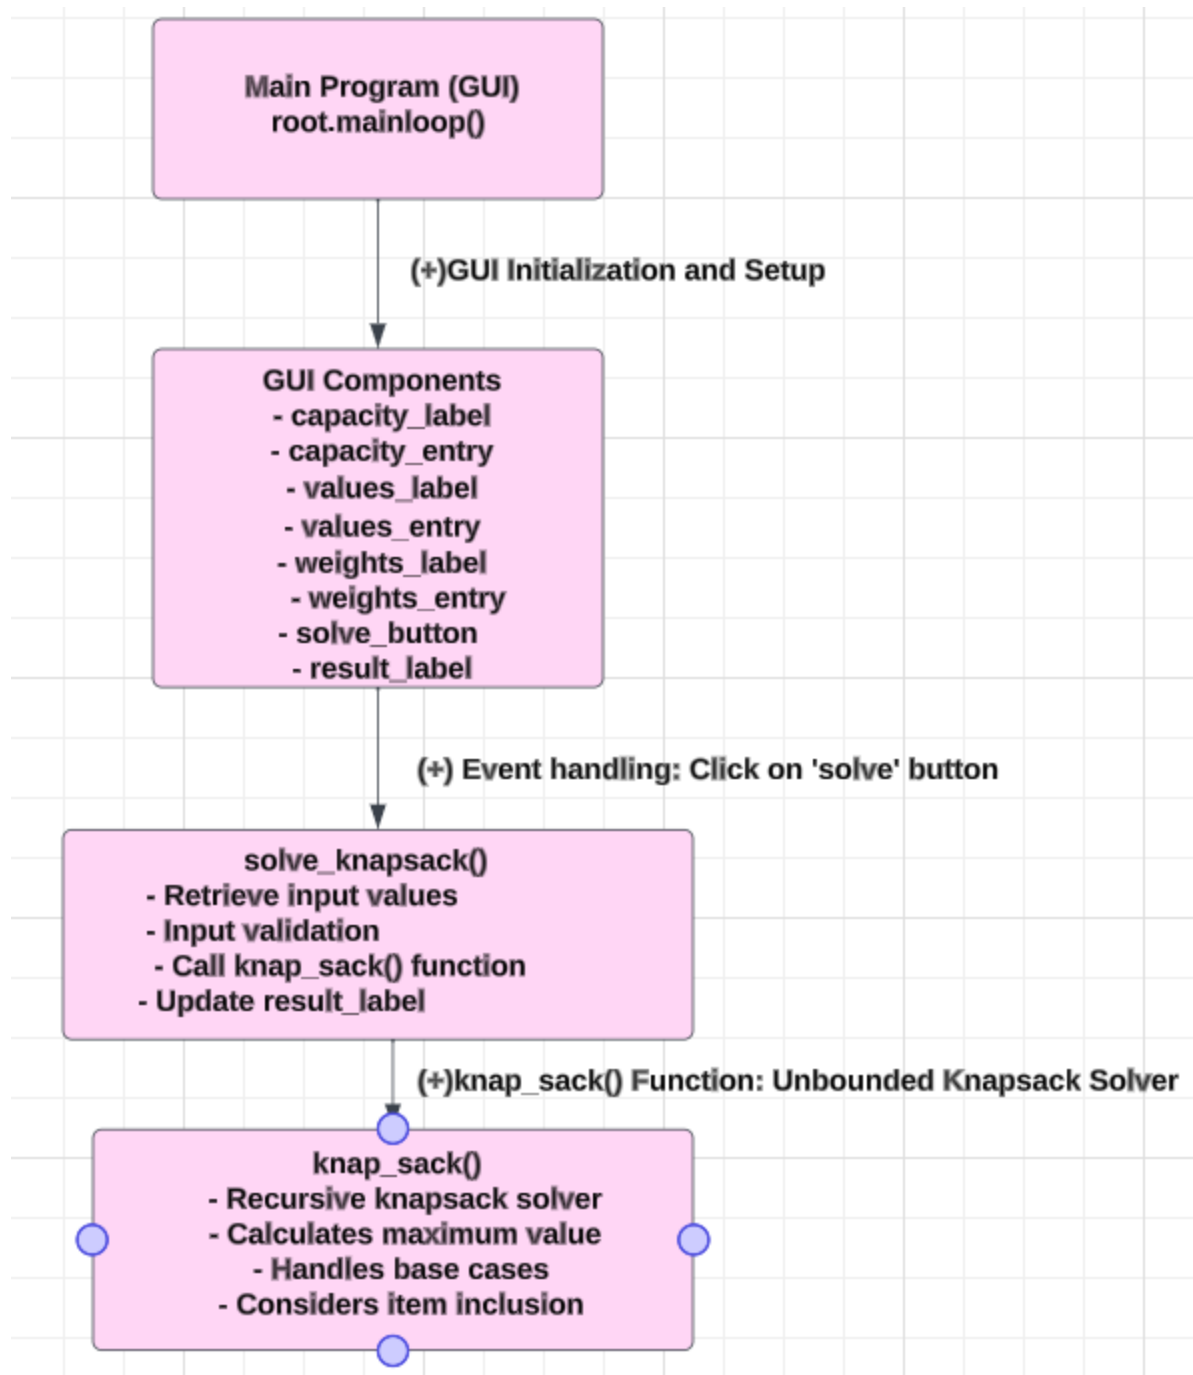 Main Program (GUI)
root.mainloop()
(+)GUI Initialization and Setup
GUI Components
- capacity_label
- capacity_entry
- values_label
- values_entry
- weights_label
- weights_entry
- solve_button
- result_label
(+) Event handling: Click on 'solve' button
solve_knapsack()
- Retrieve input values
- Input validation
- Call knap_sack() function
- Update result_label
(+)knap_sack() Function: Unbounded Knapsack Solver
knap_sack()
- Recursive knapsack solver
- Calculates maximum value
- Handles base cases
- Considers item inclusion